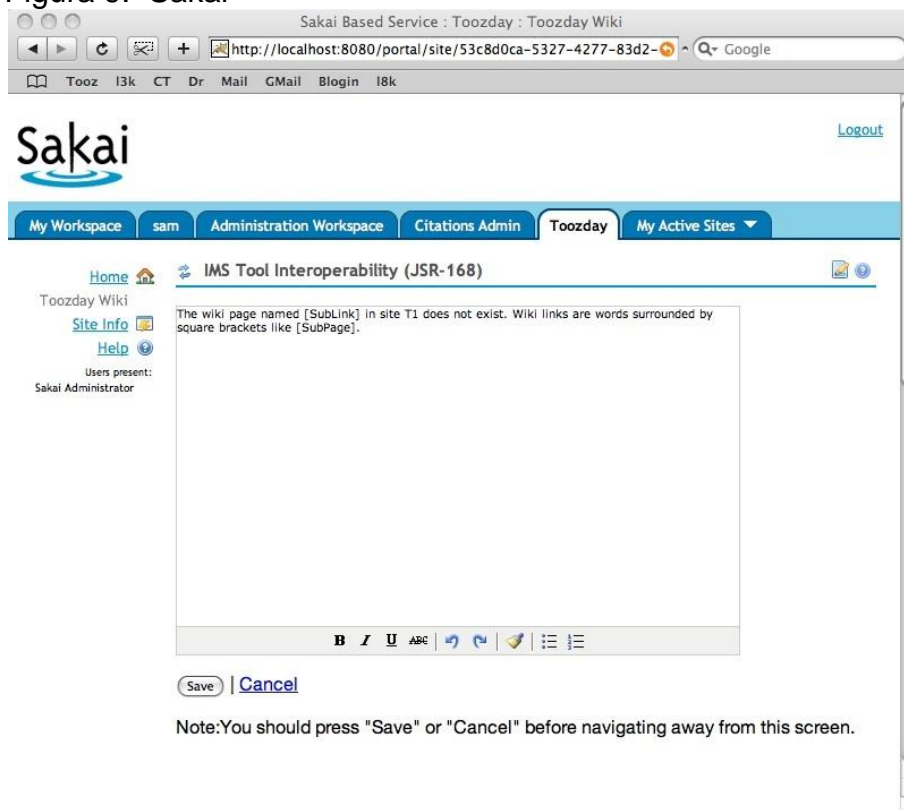 Sakai Based Service : Toozday : Toozday Wiki
http://localhost:8080/portal/site/53c8d0ca-5327-4277-83d2-
Google
Tooz I3k CT Dr Mail GMail Blogin I8k
Sakai
Logout
My Workspace sam Administration Workspace Citations Admin Toozday My Active Sites
Home
Toozday Wiki
Site Info
Help
Users present:
Sakai Administrator
IMS Tool Interoperability (JSR-168)
The wiki page named [SubLink] in site T1 does not exist. Wiki links are words surrounded by
square brackets like [SubPage].
B I U ABC
Save | Cancel
Note:You should press "Save" or "Cancel" before navigating away from this screen.